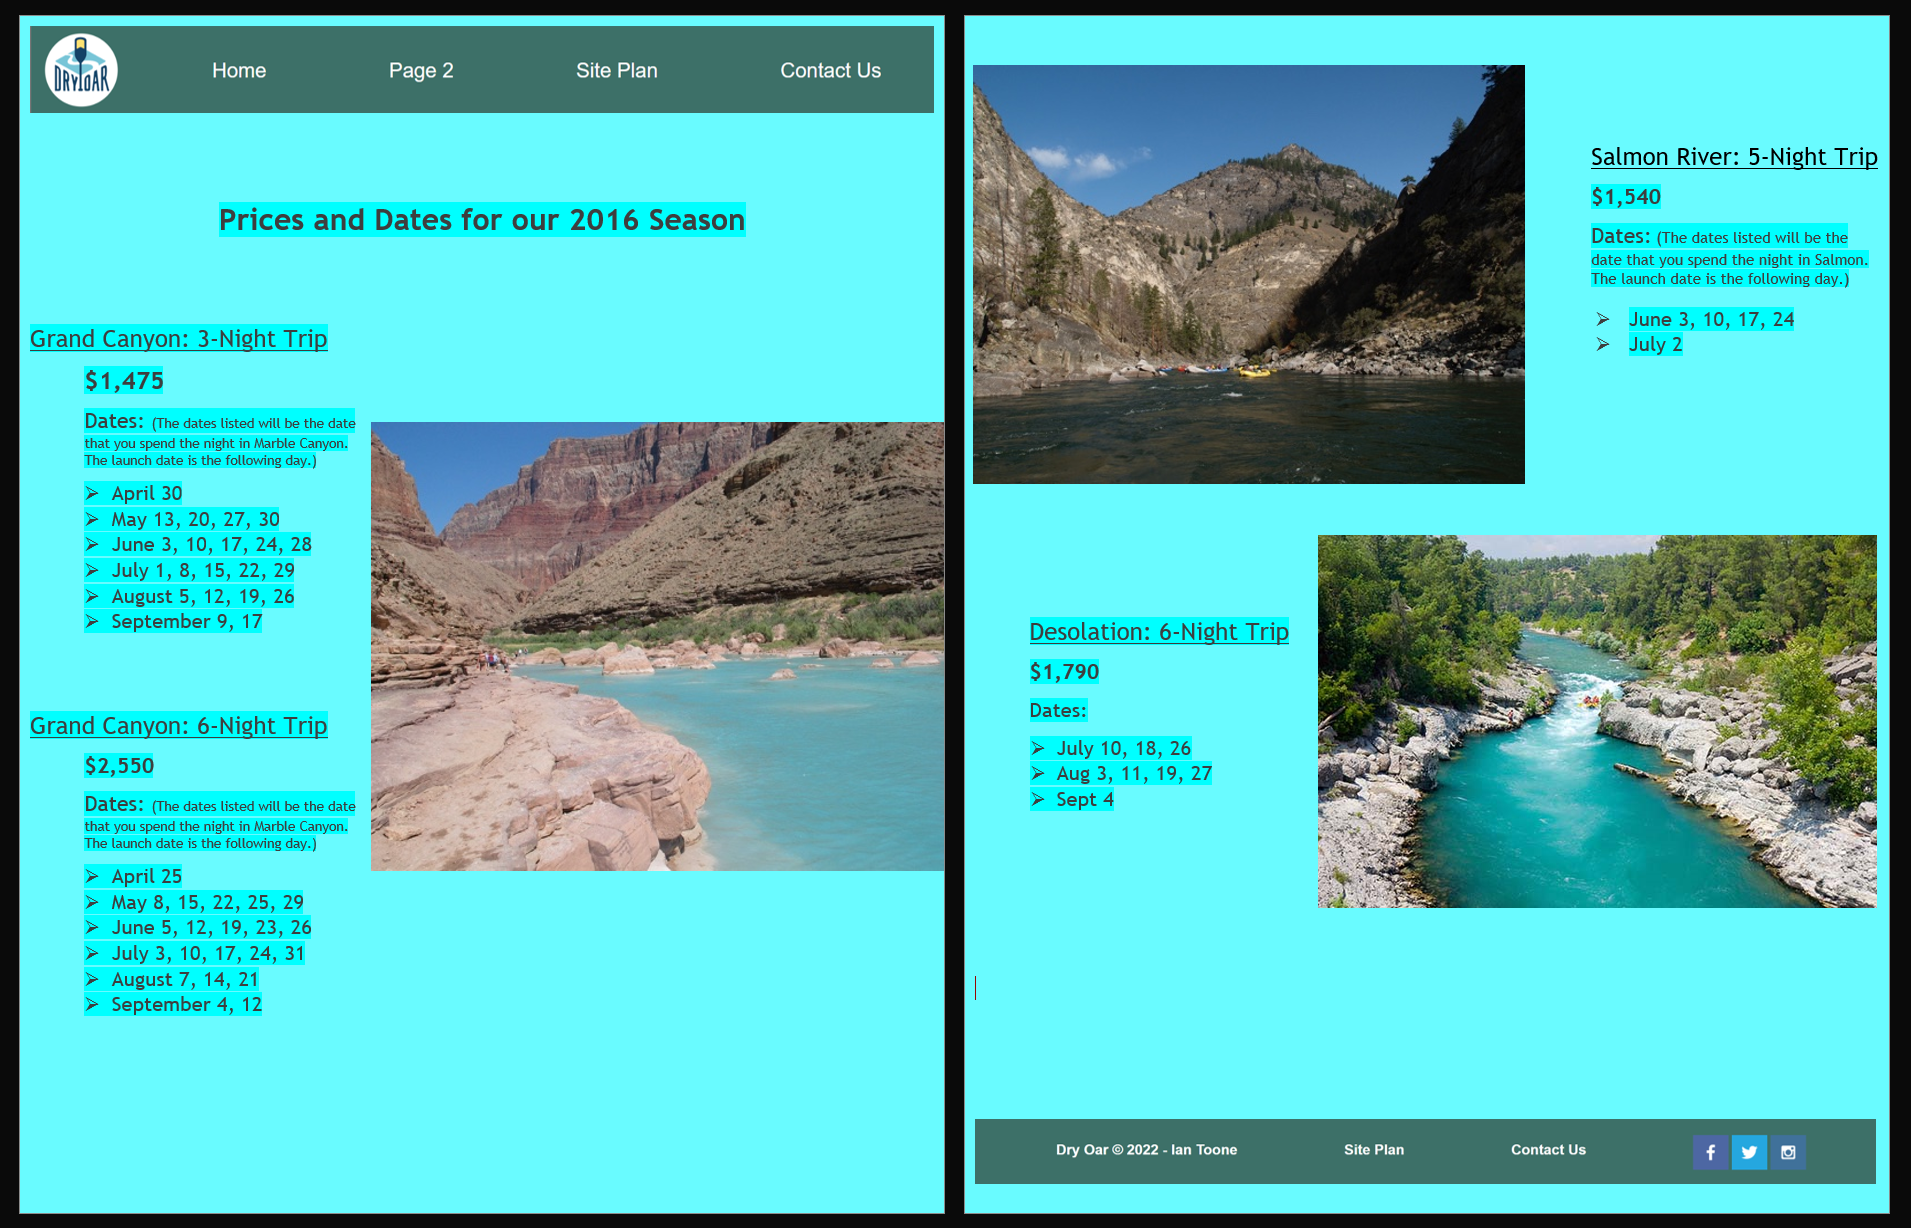 DRY OAR
Home
Page 2
Site Plan
Contact Us
Prices and Dates for our 2016 Season
Grand Canyon: 3-Night Trip
$1,475
Dates: (The dates listed will be the date
that you spend the night in Marble Canyon.
The launch date is the following day.)
➢ April 30
➢ May 13, 20, 27, 30
➢ June 3, 10, 17, 24, 28
➢ July 1, 8, 15, 22, 29
➢ August 5, 12, 19, 26
➢ September 9, 17
Grand Canyon: 6-Night Trip
$2,550
Dates: (The dates listed will be the date
that you spend the night in Marble Canyon.
The launch date is the following day.)
➢ April 25
➢ May 8, 15, 22, 25, 29
➢ June 5, 12, 19, 23, 26
➢ July 3, 10, 17, 24, 31
➢ August 7, 14, 21
➢ September 4, 12
Salmon River: 5-Night Trip
$1,540
Dates: (The dates listed will be the
date that you spend the night in Salmon.
The launch date is the following day.)
➢ June 3, 10, 17, 24
➢ July 2
Desolation: 6-Night Trip
$1,790
Dates:
➢ July 10, 18, 26
➢ Aug 3, 11, 19, 27
➢ Sept 4
Dry Oar © 2022 - Ian Toone
Site Plan
Contact Us